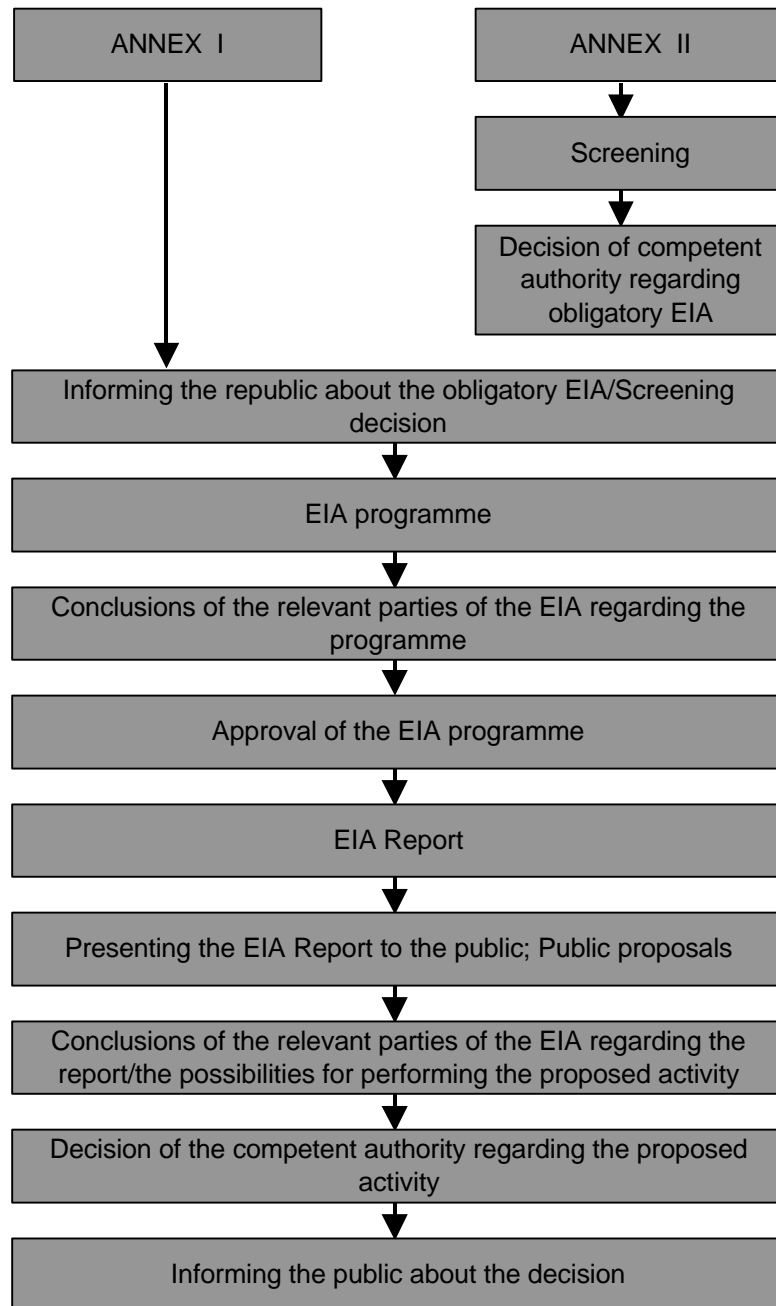 ANNEX I
ANNEX II
Screening
Decision of competent
authority regarding
obligatory EIA
Informing the republic about the obligatory EIA/Screening
decision
EIA programme
Conclusions of the relevant parties of the EIA regarding the
programme
Approval of the EIA programme
EIA Report
Presenting the EIA Report to the public; Public proposals
Conclusions of the relevant parties of the EIA regarding the
report/the possibilities for performing the proposed activity
Decision of the competent authority regarding the proposed
activity
Informing the public about the decision